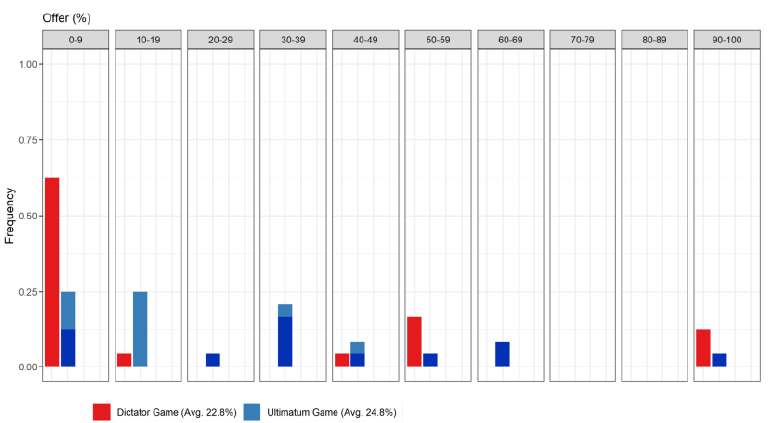 Offer (%)
0-9 10-19 20-29 30-39 40-49 50-59 60-69 70-79 80-89 90-100
1.00
0.75
0.50
0.25
0.00
Frequency
Dictator Game (Avg. 22.8%) Ultimatum Game (Avg. 24.8%)